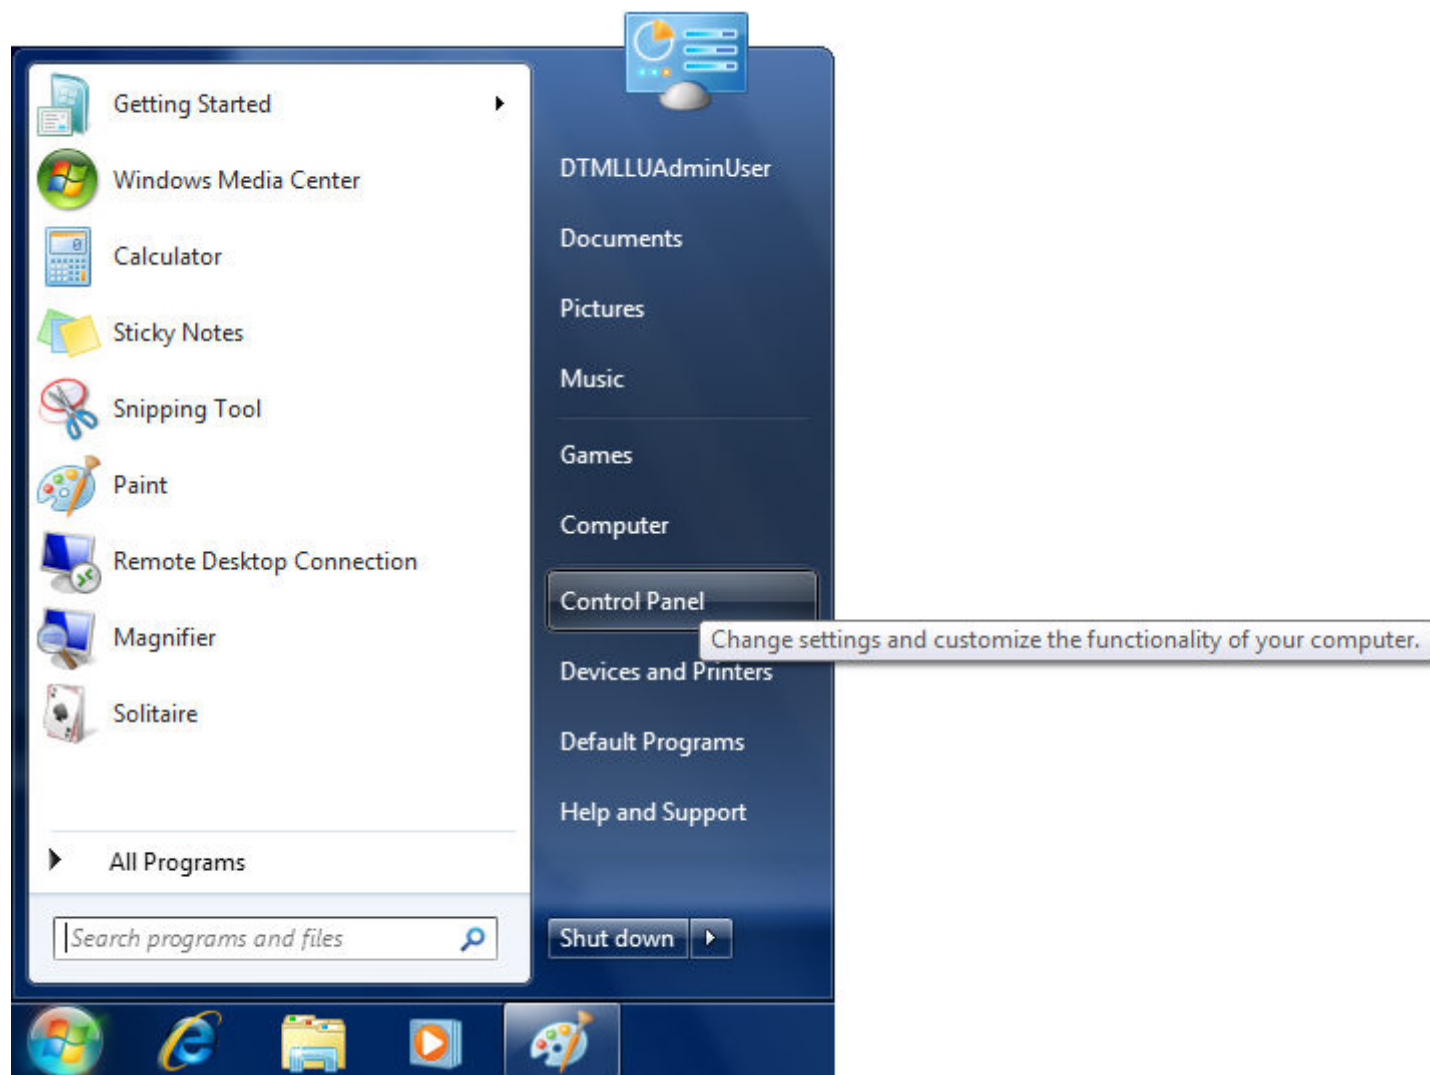 Getting Started
Windows Media Center
Calculator
Sticky Notes
Snipping Tool
Paint
Remote Desktop Connection
Magnifier
Solitaire
All Programs
Search programs and files
DTMLLUAdminUser
Documents
Pictures
Music
Games
Computer
Control Panel
Change settings and customize the functionality of your computer.
Devices and Printers
Default Programs
Help and Support
Shut down